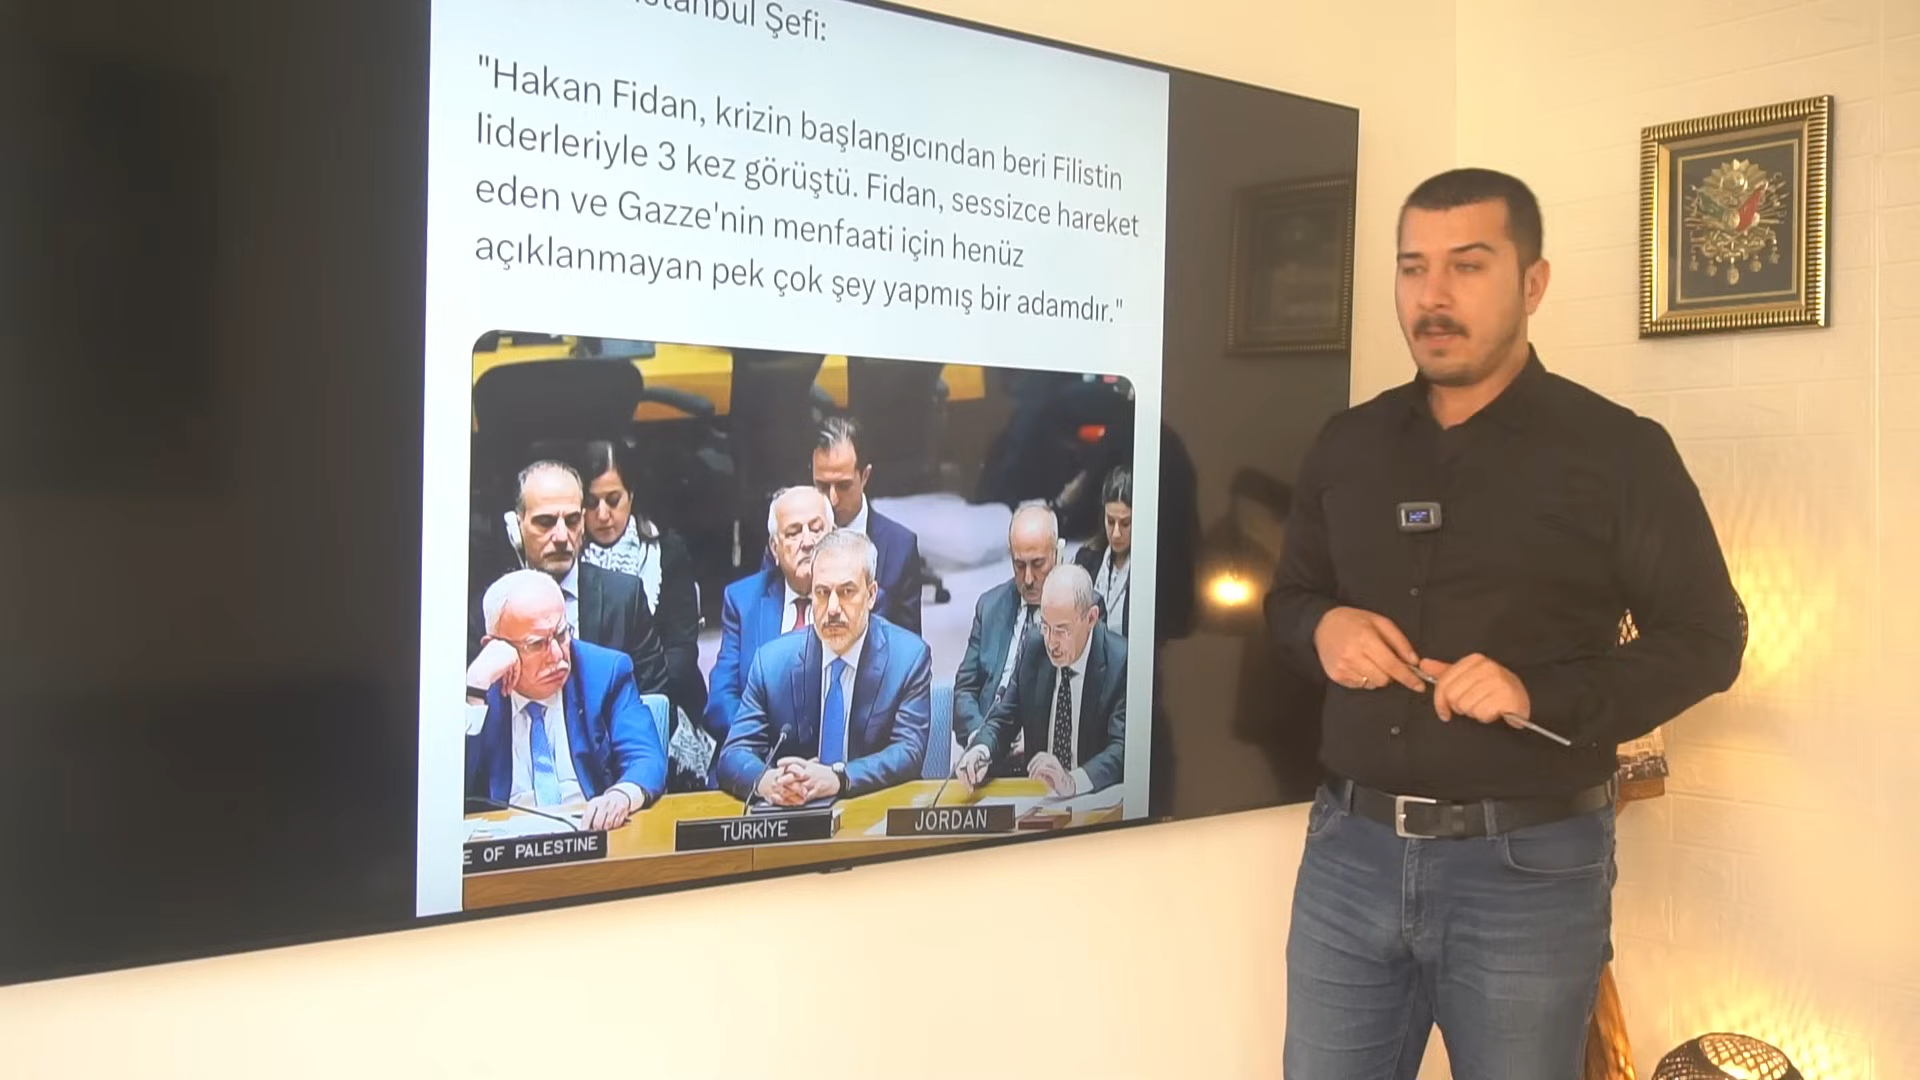 Şefi:
"Hakan Fidan, krizin başlangıcından beri Filistin
liderleriyle 3 kez görüştü. Fidan, sessizce hareket
eden ve Gazze'nin menfaati için henüz
açıklanmayan pek çok şey yapmış bir adamdır."
E OF PALESTINE
TÜRKİYE
JORDAN